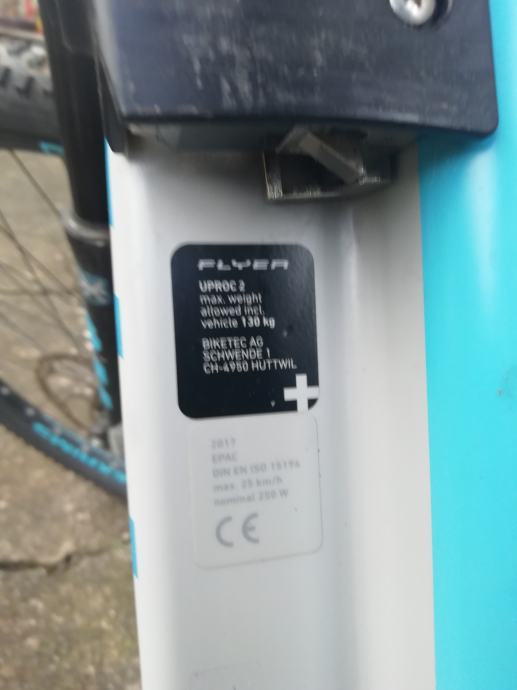 FLYER
UPROC 2
max. weight
allowed incl.
vehicle 130 kg
BIKETEC AG
SCHWENDE 1
CH-4950 HUTTWIL
2017
EPAC
DIN EN ISO 15194
max. 25 km/h
nominal 250 W
CE